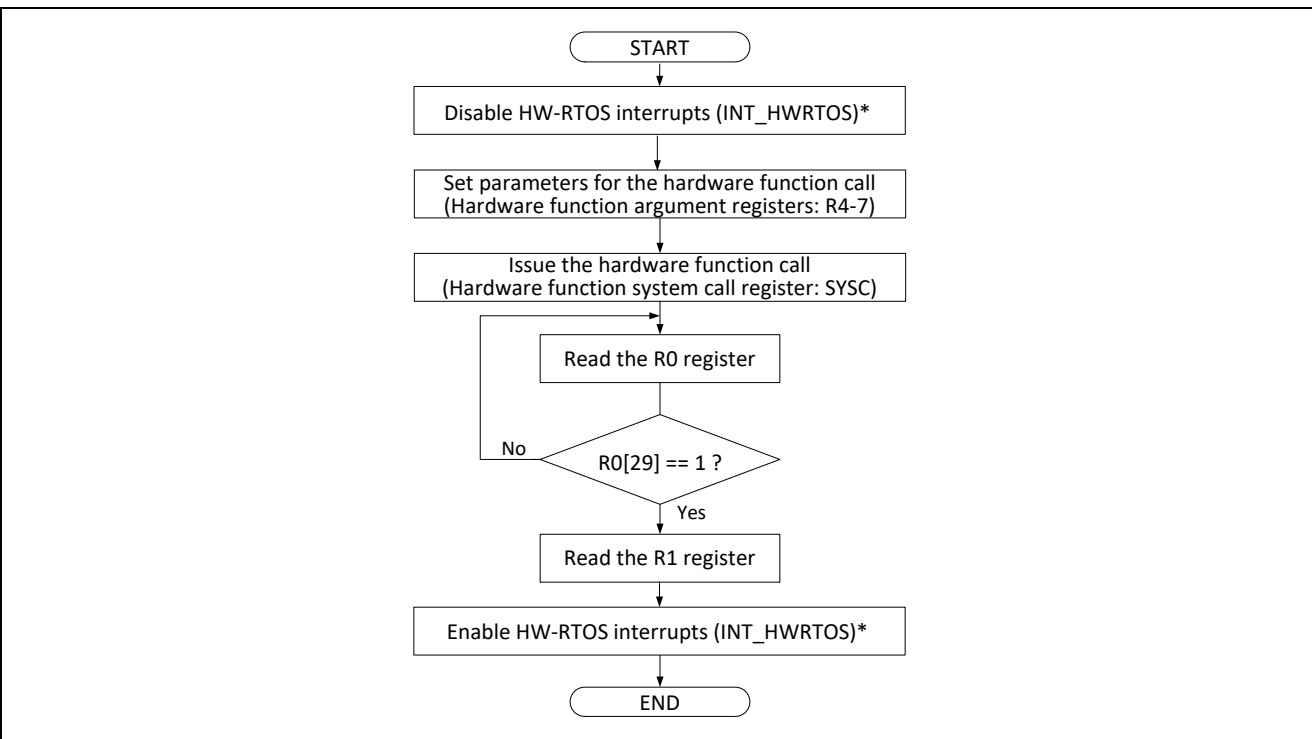 START
Disable HW-RTOS interrupts (INT_HWRTOS)*
Set parameters for the hardware function call
(Hardware function argument registers: R4-7)
Issue the hardware function call
(Hardware function system call register: SYSC)
Read the R0 register
No
R0[29] == 1 ?
Yes
Read the R1 register
Enable HW-RTOS interrupts (INT_HWRTOS)*
END